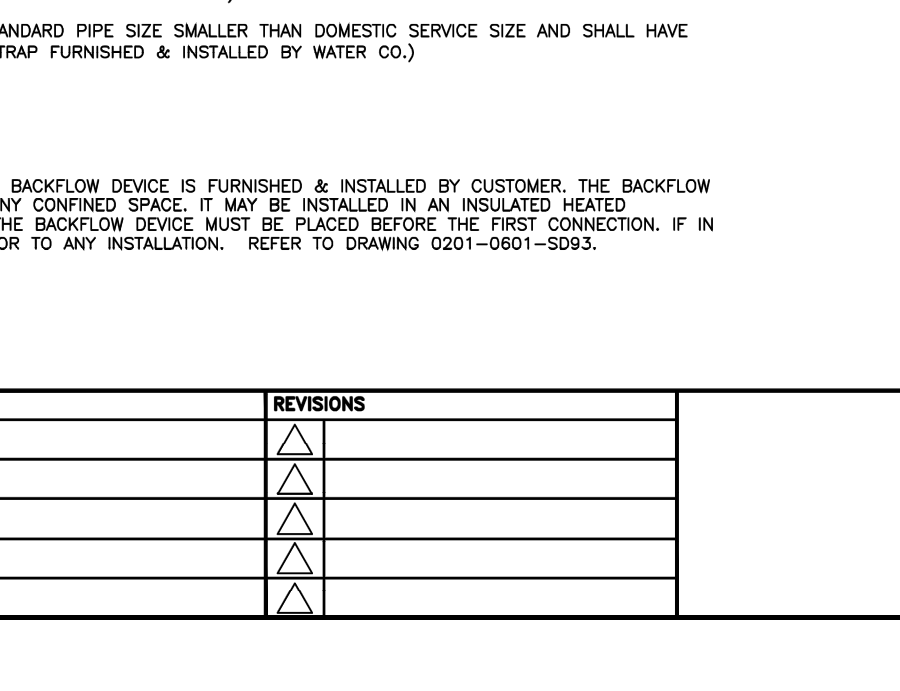 ANDARD PIPE SIZE SMALLER THAN DOMESTIC SERVICE SIZE AND SHALL HAVE
TRAP FURNISHED & INSTALLED BY WATER CO.)
BACKFLOW DEVICE IS FURNISHED & INSTALLED BY CUSTOMER. THE BACKFLOW
NY CONFINED SPACE. IT MAY BE INSTALLED IN AN INSULATED HEATED
THE BACKFLOW DEVICE MUST BE PLACED BEFORE THE FIRST CONNECTION. IF IN
OR TO ANY INSTALLATION. REFER TO DRAWING 0201-0601-SD93.
REVISIONS